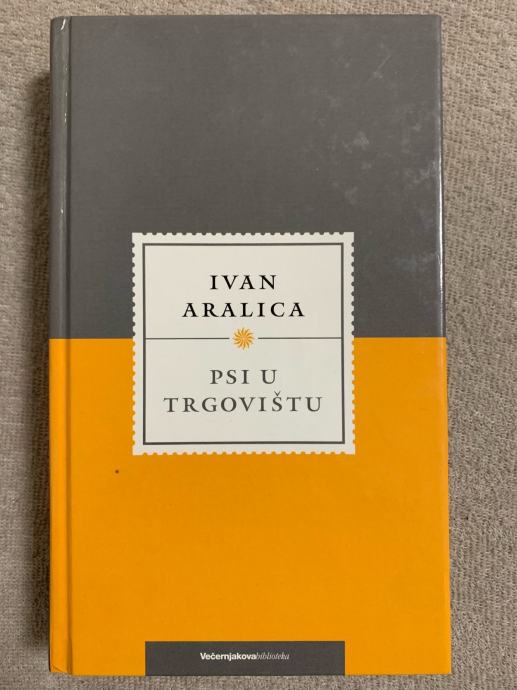 IVAN
ARALICA
PSI U
TRGOVIŠTU
Večernjakovabiblioteka